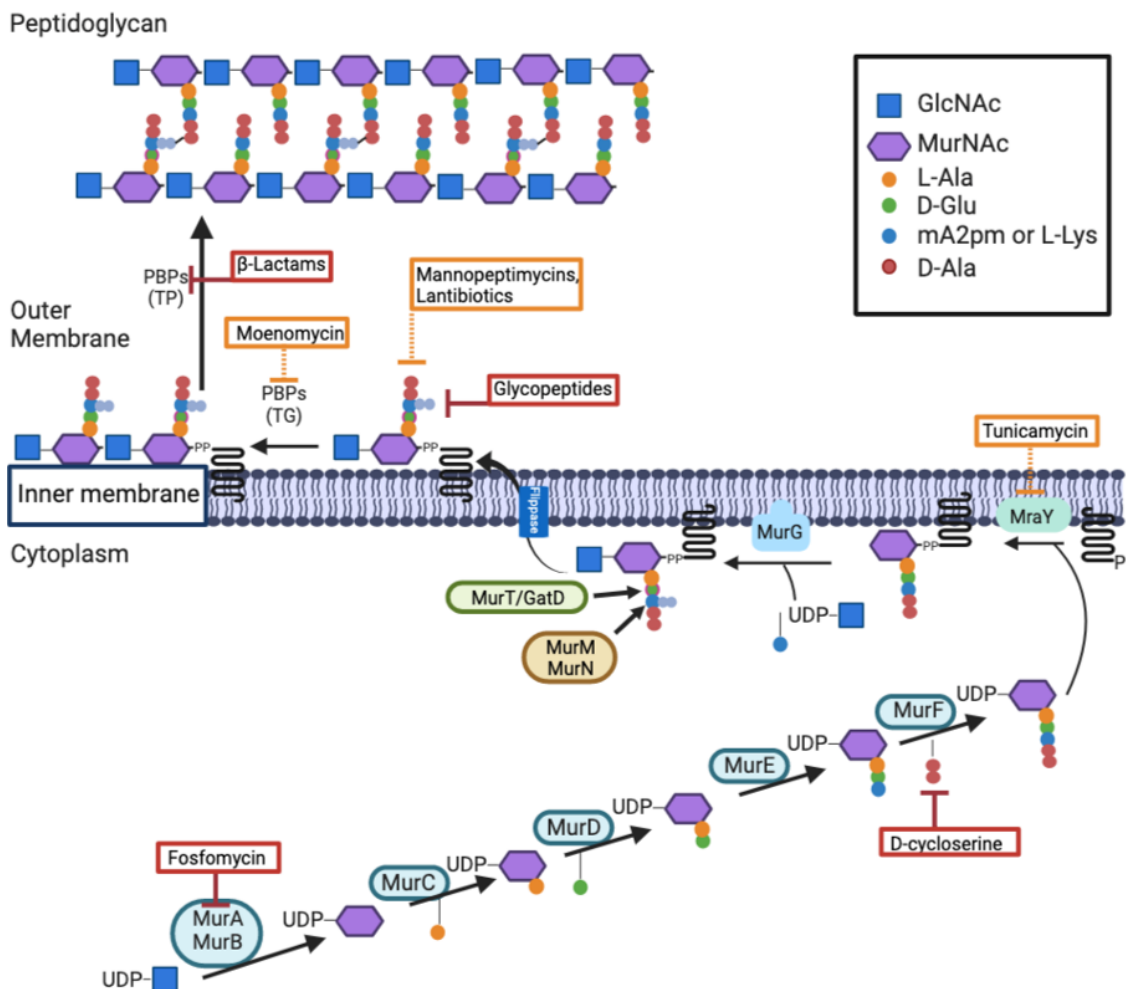 Peptidoglycan
GlcNAc
MurNAc
L-Ala
D-Glu
mA2pm or L-Lys
D-Ala
β-Lactams
PBPs
(TP)
Mannopeptimycins,
Lantibiotics
Outer
Membrane
Moenomycin
PBPs
(TG)
Glycopeptides
Tunicamycin
PP
PP
Inner membrane
Flippase
MraY
MurG
Cytoplasm
PP
PP
P
MurT/GatD
UDP
MurM
MurN
UDP
MurF
UDP
MurE
UDP
MurD
D-cycloserine
Fosfomycin
UDP
MurC
MurA
MurB
UDP
UDP